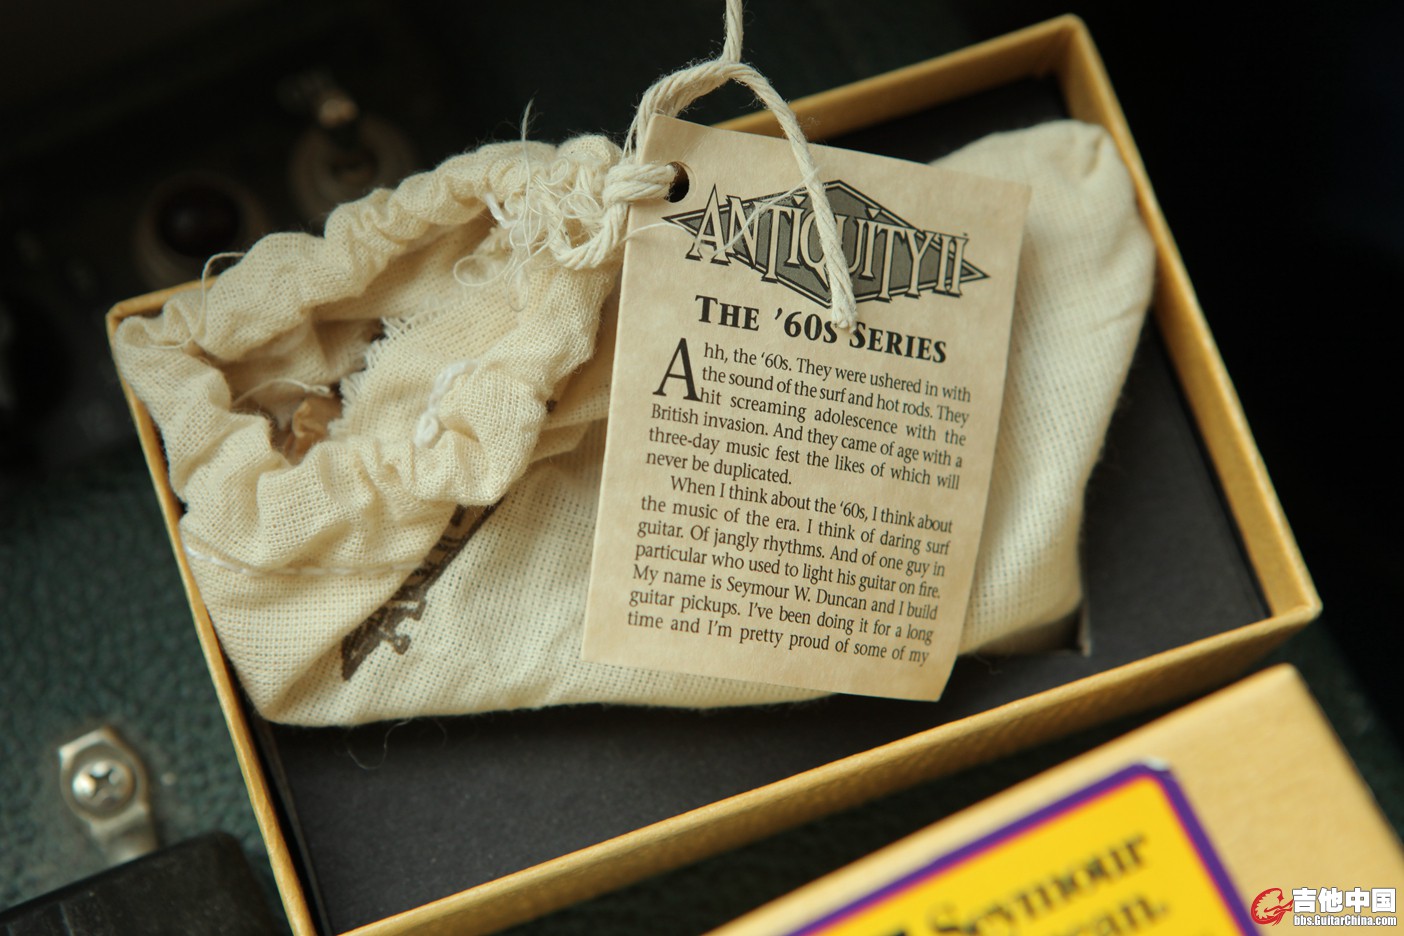 ANTIQUITY II
THE ’60s SERIES
Ahh, the ‘60s. They were ushered in with
the sound of the surf and hot rods. They
hit screaming adolescence with the
British invasion. And they came of age with a
three-day music fest the likes of which will
never be duplicated.
When I think about the ‘60s, I think about
the music of the era. I think of daring surf
guitar. Of jangly rhythms. And of one guy in
particular who used to light his guitar on fire.
My name is Seymour W. Duncan and I build
guitar pickups. I’ve been doing it for a long
time and I’m pretty proud of some of my
Seymour
吉他中国
bbs.GuitarChina.com